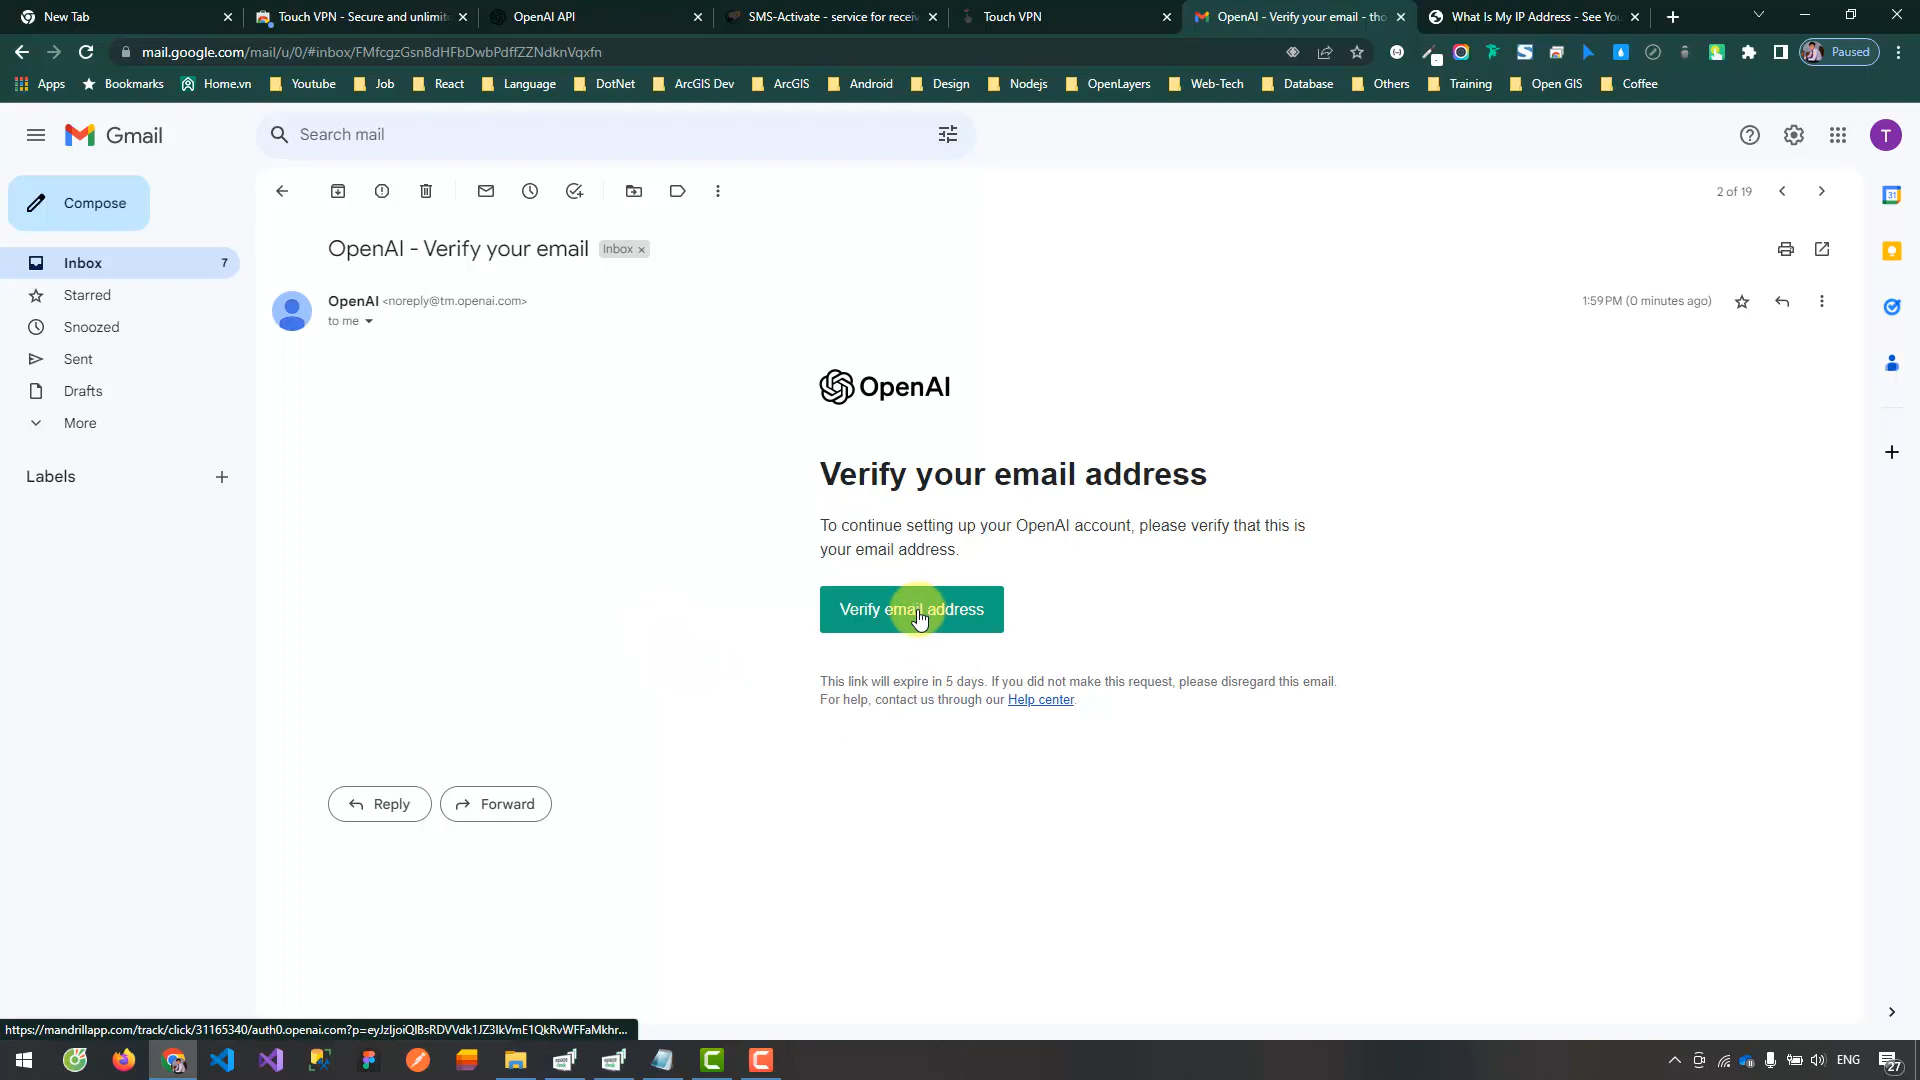 New Tab
Touch VPN - Secure and unlimite
OpenAI API
SMS-Activate - service for receiv
Touch VPN
OpenAI - Verify your email - tho
What Is My IP Address - See You
mail.google.com/mail/u/0/#inbox/FMfcgzGsnBdHFbDwbPdffZZNdknVqxfn
Paused
Apps
Bookmarks
Home.vn
Youtube
Job
React
Language
DotNet
ArcGIS Dev
ArcGIS
Android
Design
Nodejs
OpenLayers
Web-Tech
Database
Others
Training
Open GIS
Coffee
Gmail
Search mail
T
Compose
2 of 19
31
OpenAI - Verify your email
Inbox ×
Inbox
7
Starred
Snoozed
Sent
Drafts
More
Labels
OpenAI <noreply@tm.openai.com>
1:59 PM (0 minutes ago)
to me
OpenAI
Verify your email address
To continue setting up your OpenAI account, please verify that this is
your email address.
Verify email address
This link will expire in 5 days. If you did not make this request, please disregard this email.
For help, contact us through our Help center.
Reply
Forward
https://mandrillapp.com/track/click/31165340/auth0.openai.com?p=eyJzIjoiQlBsRDVVdk1JZ3lkVmE1QkRvWFFaMkhr...
ENG
27